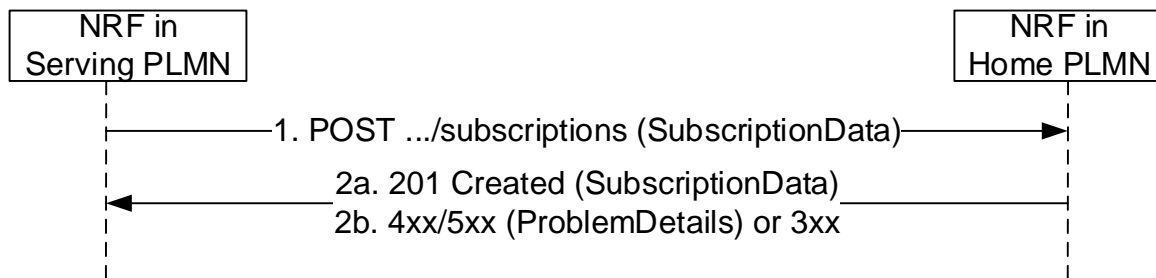 NRF in
Serving PLMN
NRF in
Home PLMN
1. POST .../subscriptions (SubscriptionData)
2a. 201 Created (SubscriptionData)
2b. 4xx/5xx (ProblemDetails) or 3xx